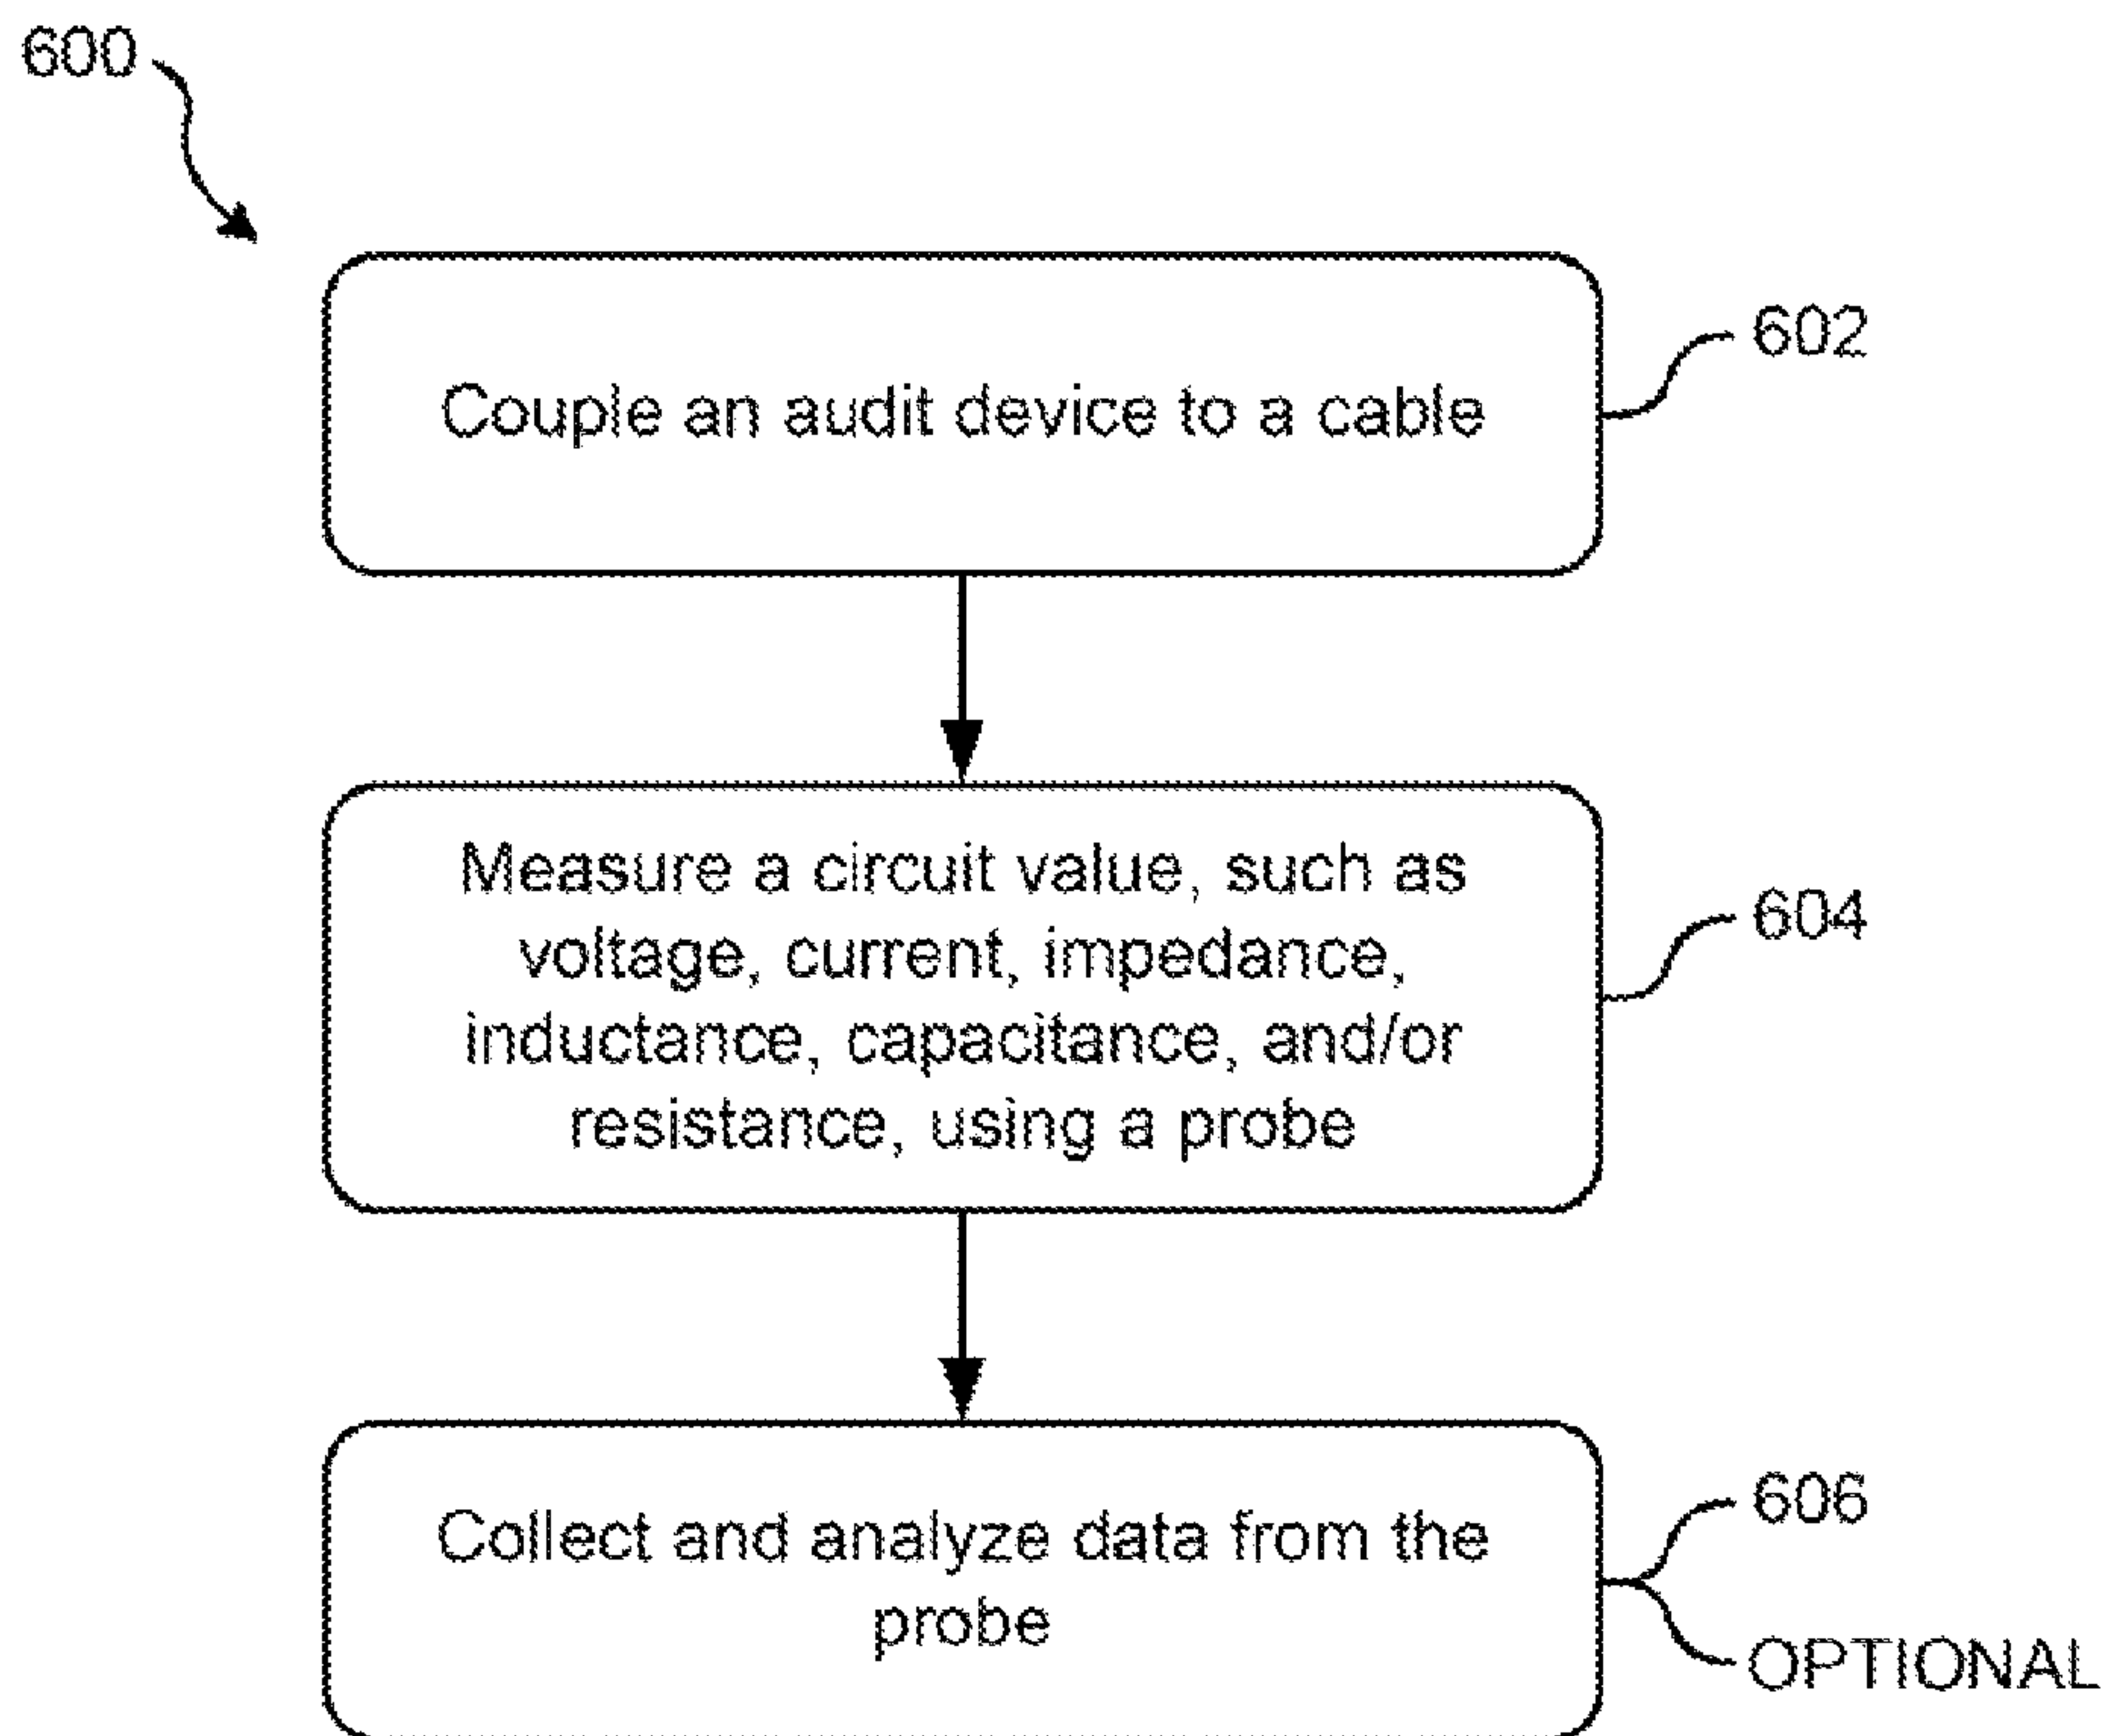 600
Couple an audit device to a cable
602
Measure a circuit value, such as
voltage, current, impedance,
inductance, capacitance, and/or
resistance, using a probe
604
Collect and analyze data from the
probe
606
OPTIONAL